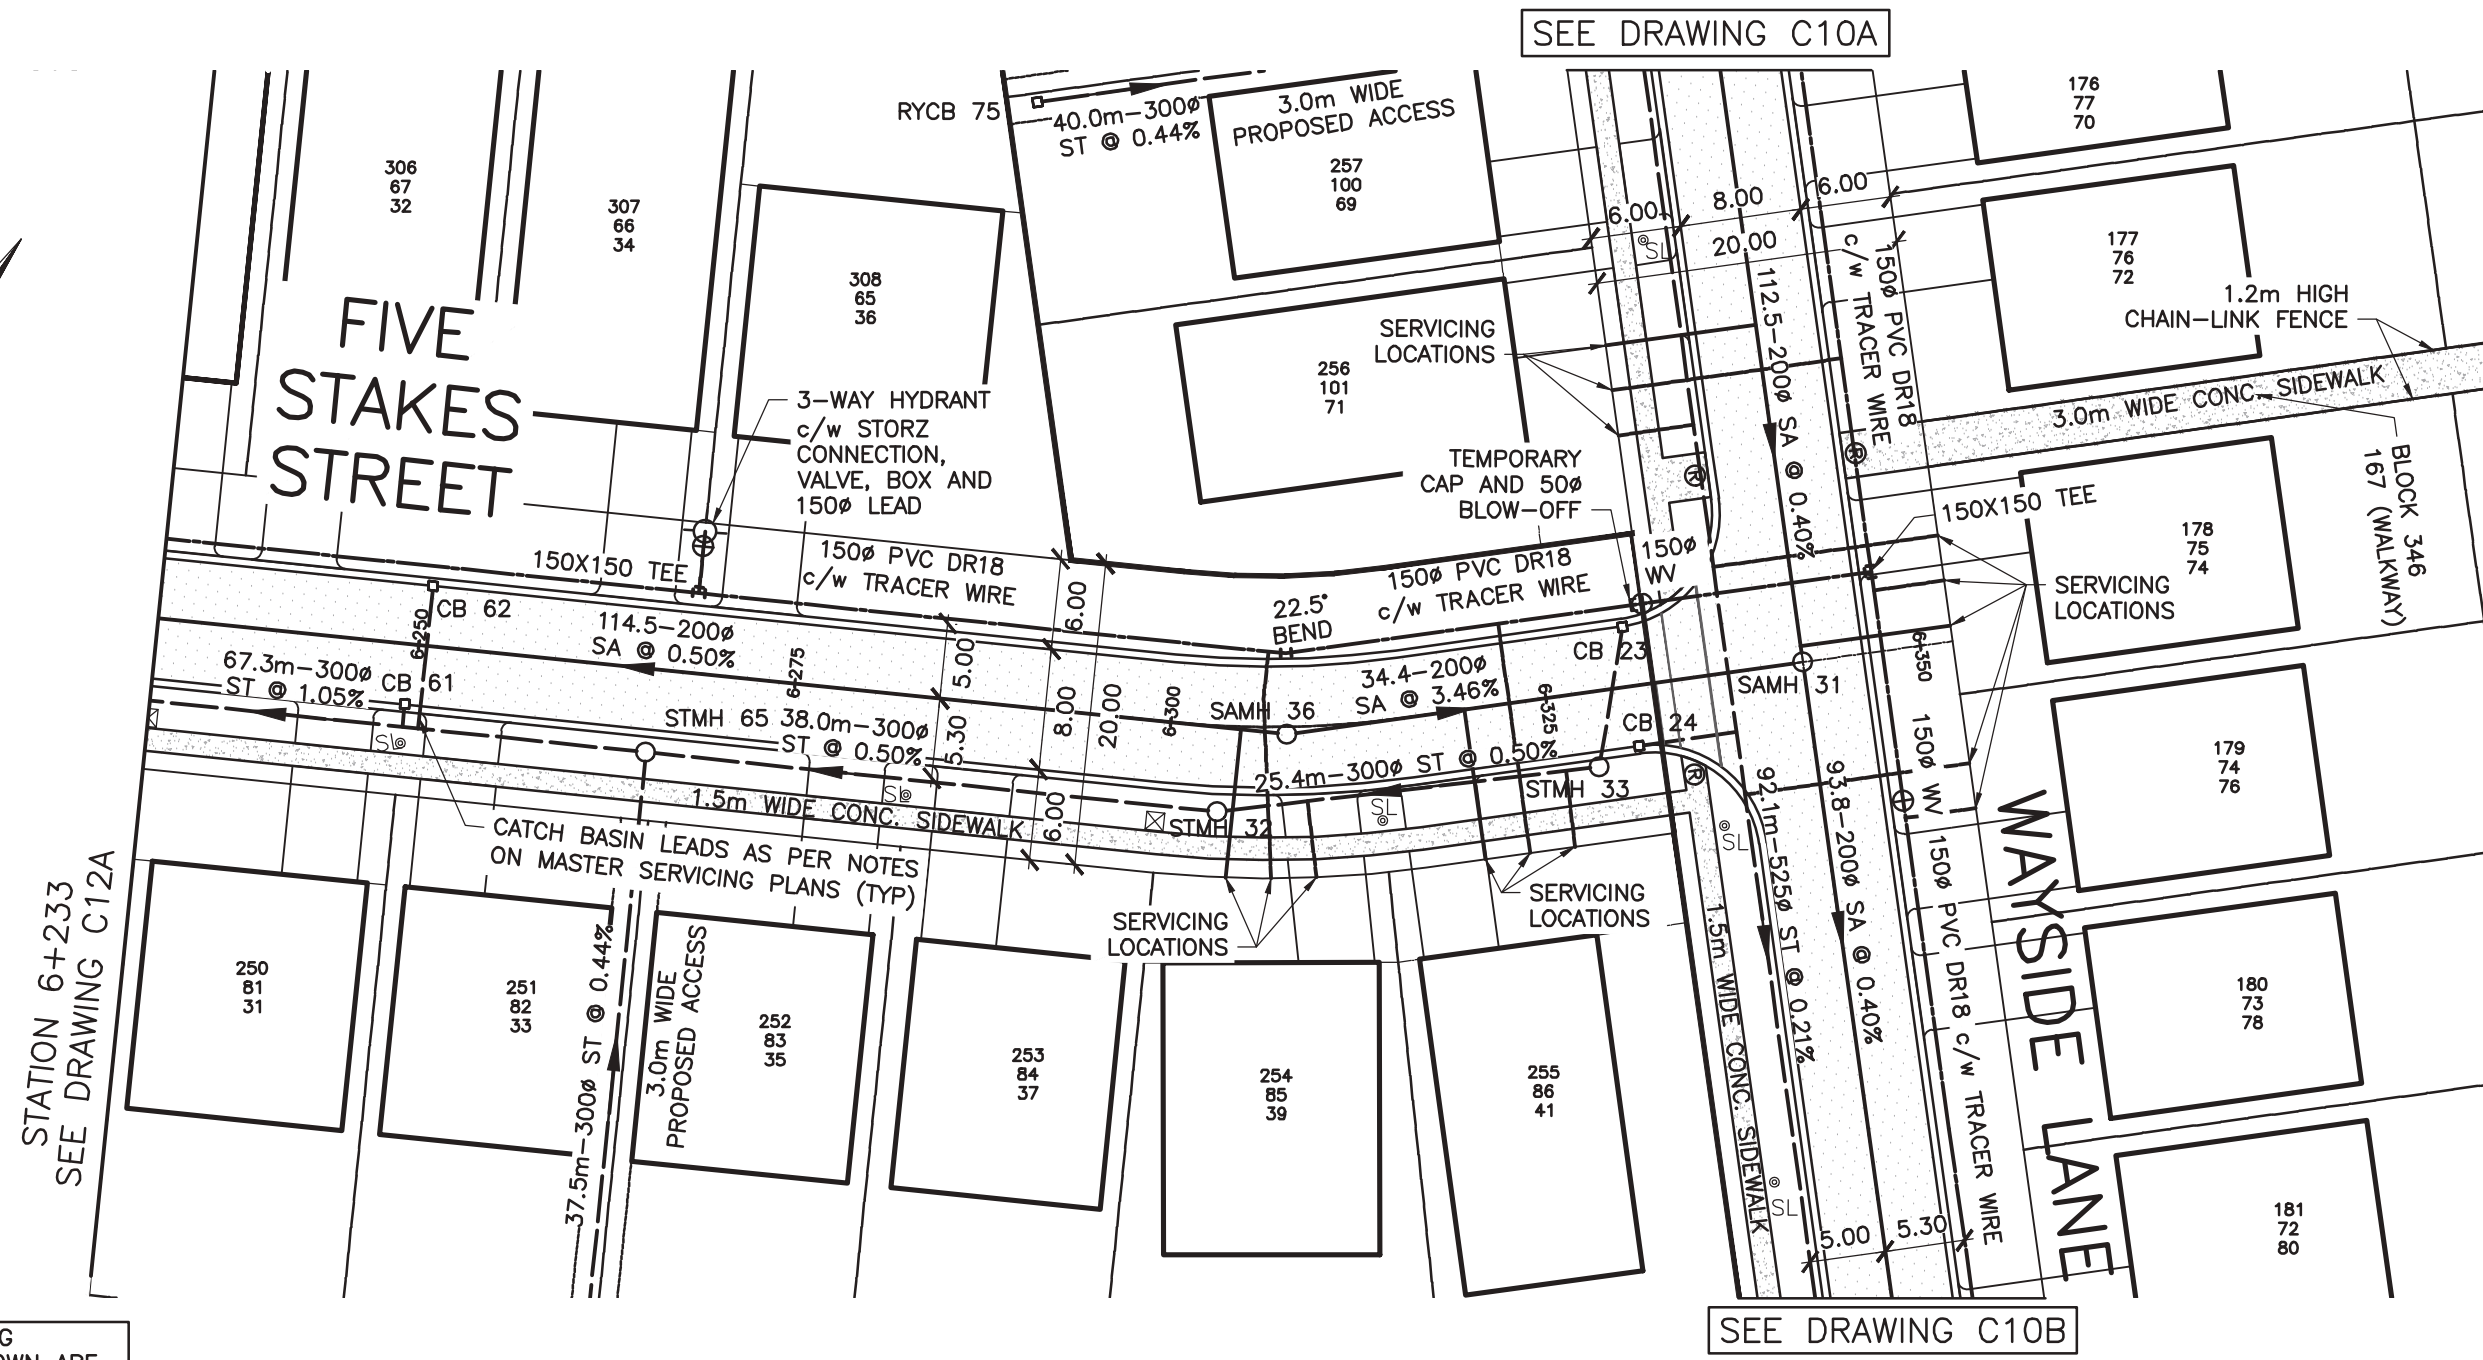 SEE DRAWING C10A
RYCB 75
40.0m-300ø
ST @ 0.44%
3.0m WIDE
PROPOSED ACCESS
257
100
69
176
77
70
306
67
32
307
66
34
308
65
36
6.00
8.00
6.00
20.00
SL
177
76
72
1.2m HIGH
CHAIN-LINK FENCE
FIVE
STAKES
STREET
SERVICING
LOCATIONS
256
101
71
112.5-200ø SA @ 0.40%
150ø PVC DR18
c/w TRACER WIRE
3.0m WIDE CONC. SIDEWALK
3-WAY HYDRANT
c/w STORZ
CONNECTION,
VALVE, BOX AND
150ø LEAD
TEMPORARY
CAP AND 50ø
BLOW-OFF
R
R
BLOCK 346
167 (WALKWAY)
150X150 TEE
178
75
74
150X150 TEE
150ø PVC DR18
c/w TRACER WIRE
6.00
22.5°
BEND
150ø PVC DR18
c/w TRACER WIRE
150ø
WV
SERVICING
LOCATIONS
CB 62
6-250
114.5-200ø
SA @ 0.50%
6-275
5.00
CB 23
6-350
67.3m-300ø
ST @ 1.05%
CB 61
34.4-200ø
SA @ 3.46%
SAMH 31
SL
STMH 65
38.0m-300ø
ST @ 0.50%
5.30
8.00
20.00
6-300
SAMH 36
6-325
CB 24
150ø WV
179
74
76
SL
25.4m-300ø ST @ 0.50%
STMH 33
R
1.5m WIDE CONC. SIDEWALK
6.00
STMH 32
SL
SL
CATCH BASIN LEADS AS PER NOTES
ON MASTER SERVICING PLANS (TYP)
SERVICING
LOCATIONS
SERVICING
LOCATIONS
92.1m-525ø ST @ 0.21%
93.8-200ø SA @ 0.40%
150ø PVC DR18 c/w TRACER WIRE
1.5m WIDE CONC. SIDEWALK
WAYSIDE LANE
STATION 6+233
SEE DRAWING C12A
250
81
31
251
82
33
37.5m-300ø ST @ 0.44%
3.0m WIDE
PROPOSED ACCESS
252
83
35
253
84
37
254
85
39
255
86
41
180
73
78
SL
5.00
5.30
181
72
80
SEE DRAWING C10B